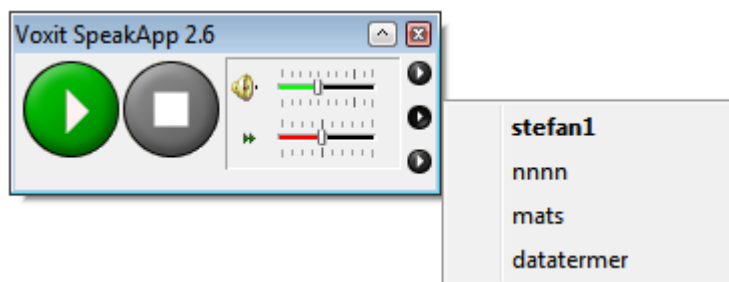 Voxit SpeakApp 2.6
stefan1
nnnn
mats
datatermer